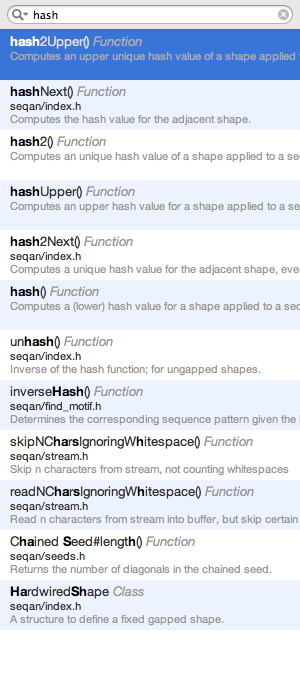 hash
hash2Upper() Function
Computes an upper unique hash value of a shape applied
hashNext() Function
seqan/index.h
Computes the hash value for the adjacent shape.
hash2() Function
Computes an unique hash value of a shape applied to a se
hashUpper() Function
Computes an upper hash value for a shape applied to a se
hash2Next() Function
seqan/index.h
Computes a unique hash value for the adjacent shape, eve
hash() Function
Computes a (lower) hash value for a shape applied to a sec
unhash() Function
seqan/index.h
Inverse of the hash function; for ungapped shapes.
inverseHash() Function
seqan/find_motif.h
Determines the corresponding sequence pattern given the
skipNCharsIgnoringWhitespace() Function
seqan/stream.h
Skip n characters from stream, not counting whitespaces
readNCharsIgnoringWhitespace() Function
seqan/stream.h
Read n characters from stream into buffer, but skip certain
Chained Seed#length() Function
seqan/seeds.h
Returns the number of diagonals in the chained seed.
HardwiredShape Class
seqan/index.h
A structure to define a fixed gapped shape.